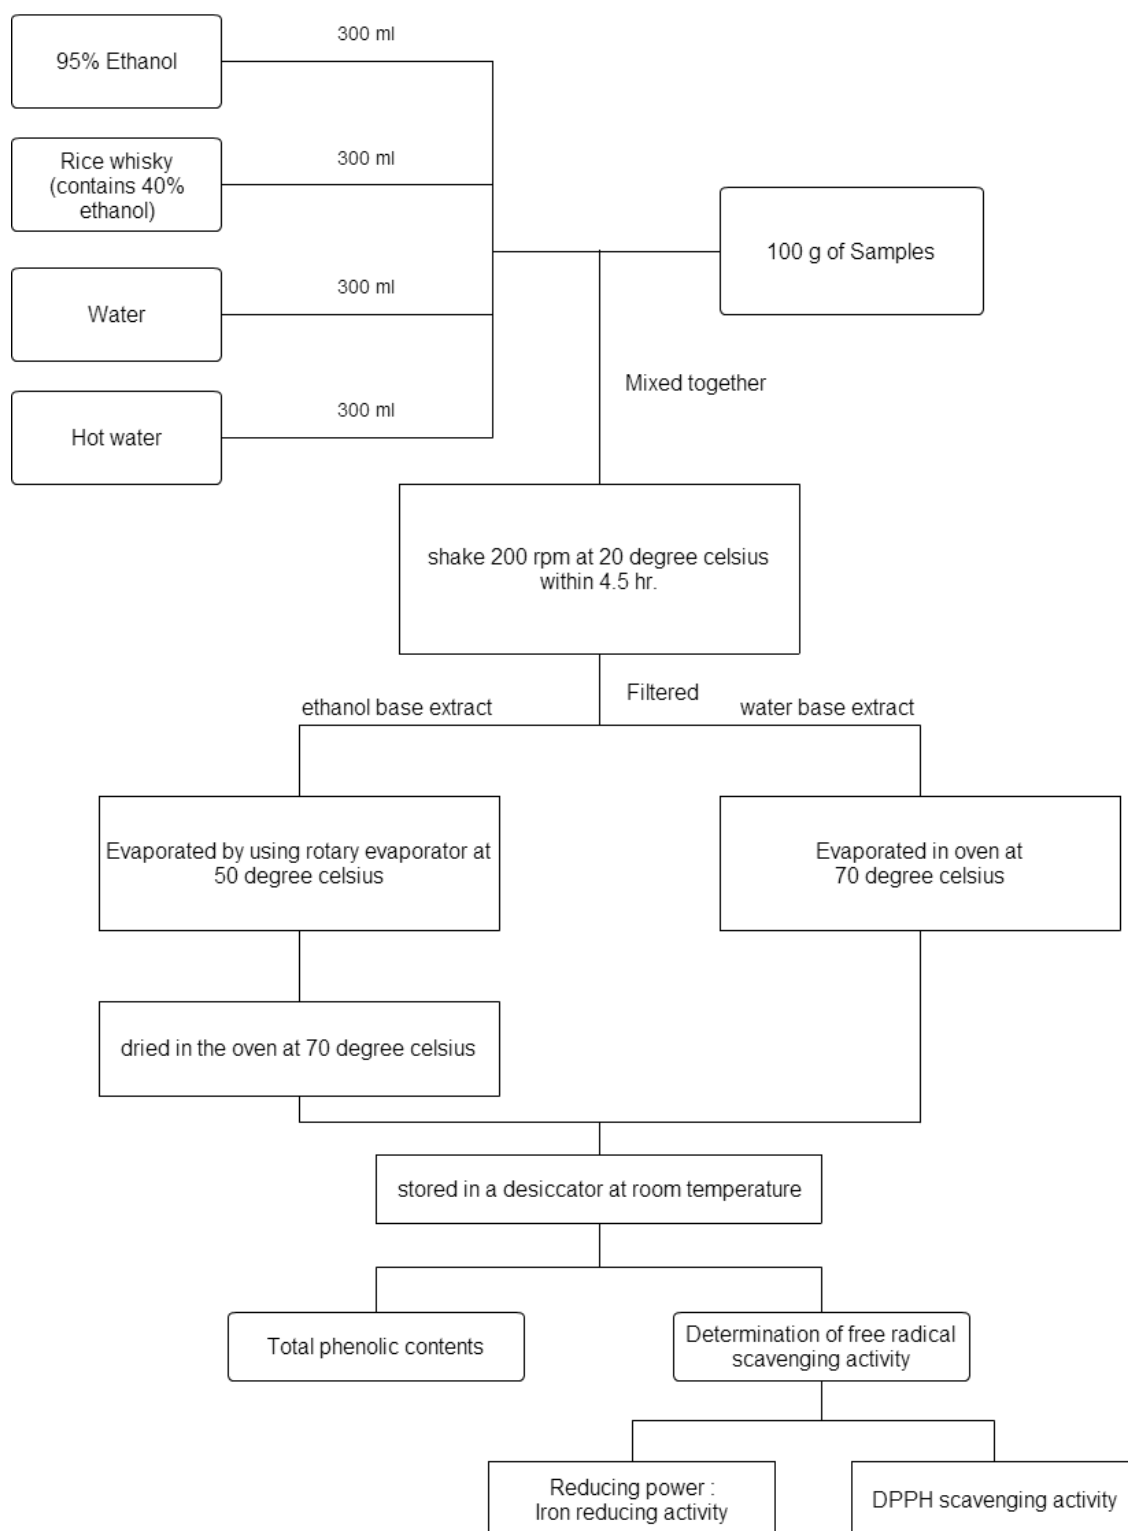 300 ml
95% Ethanol
300 ml
Rice whisky
(contains 40%
ethanol)
100 g of Samples
300 ml
Water
Mixed together
300 ml
Hot water
shake 200 rpm at 20 degree celsius
within 4.5 hr.
Filtered
ethanol base extract
water base extract
Evaporated by using rotary evaporator at
50 degree celsius
Evaporated in oven at
70 degree celsius
dried in the oven at 70 degree celsius
stored in a desiccator at room temperature
Total phenolic contents
Determination of free radical
scavenging activity
Reducing power :
Iron reducing activity
DPPH scavenging activity